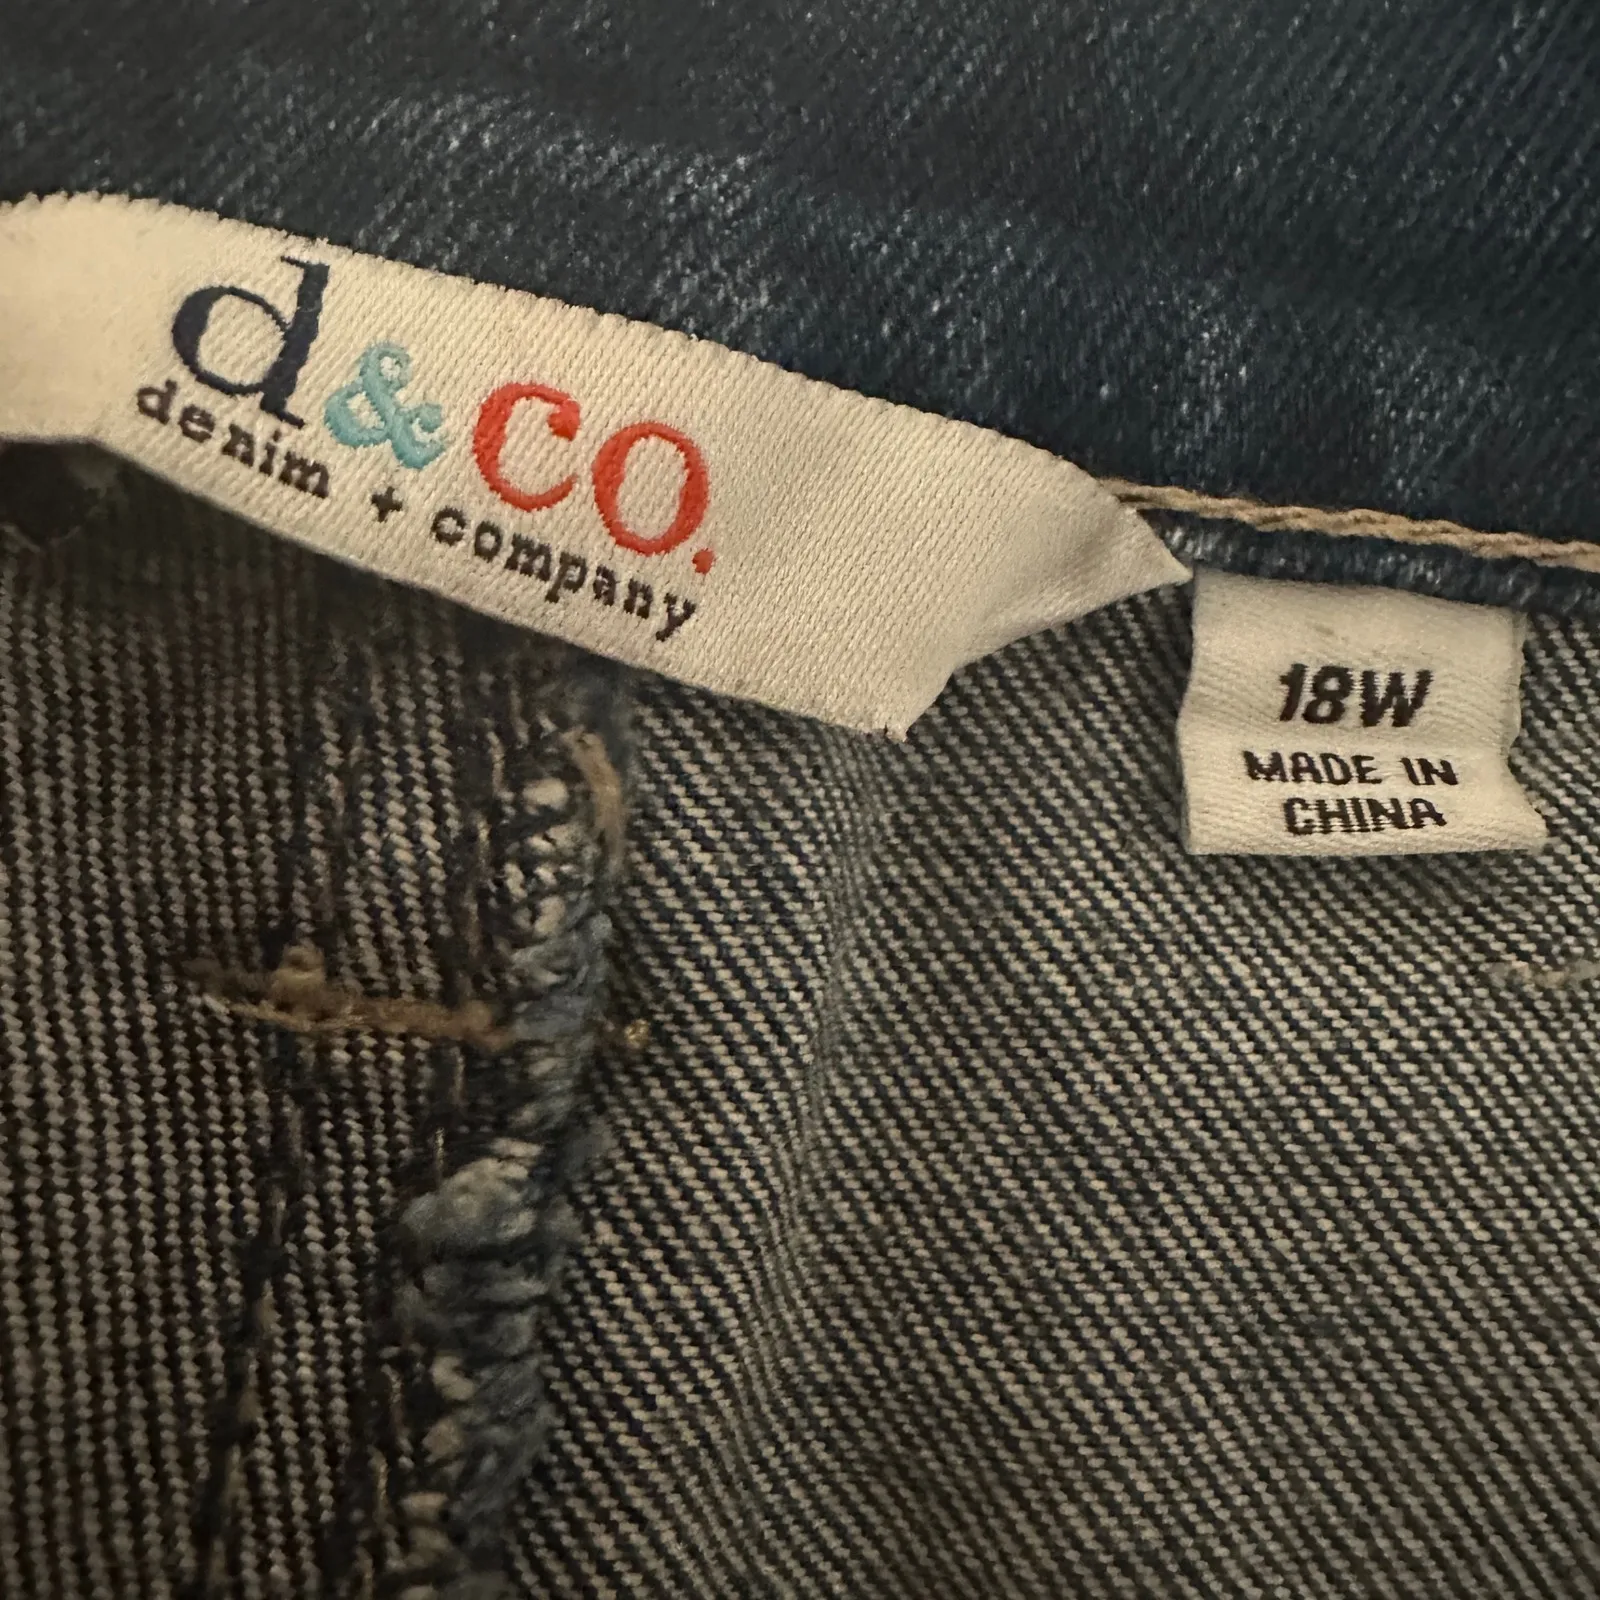 d&CO.
denim + company
18W
MADE IN
CHINA